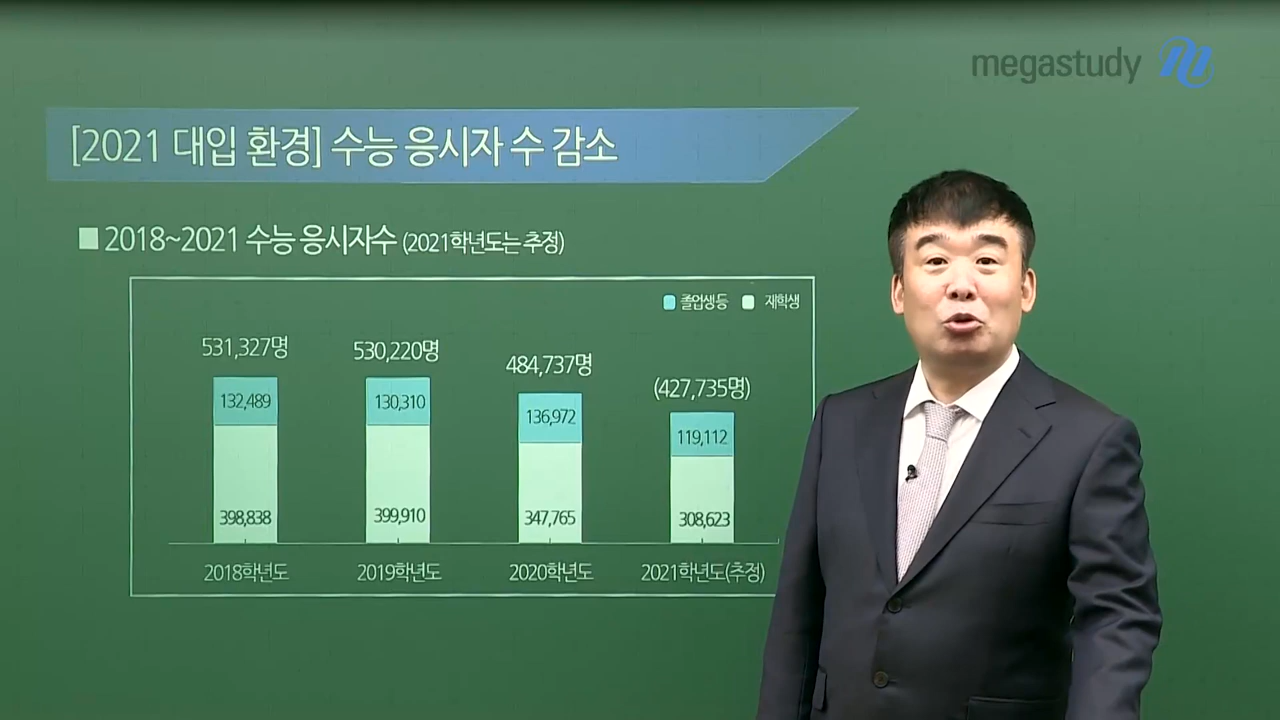 megastudy
[2021 대입 환경] 수능 응시자 수 감소
2018~2021 수능 응시자수 (2021학년도는 추정)
졸업생등 재학생
531,327명 530,220명 484,737명 (427,735명)
132,489 130,310 136,972 119,112
398,838 399,910 347,765 308,623
2018학년도 2019학년도 2020학년도 2021학년도(추정)